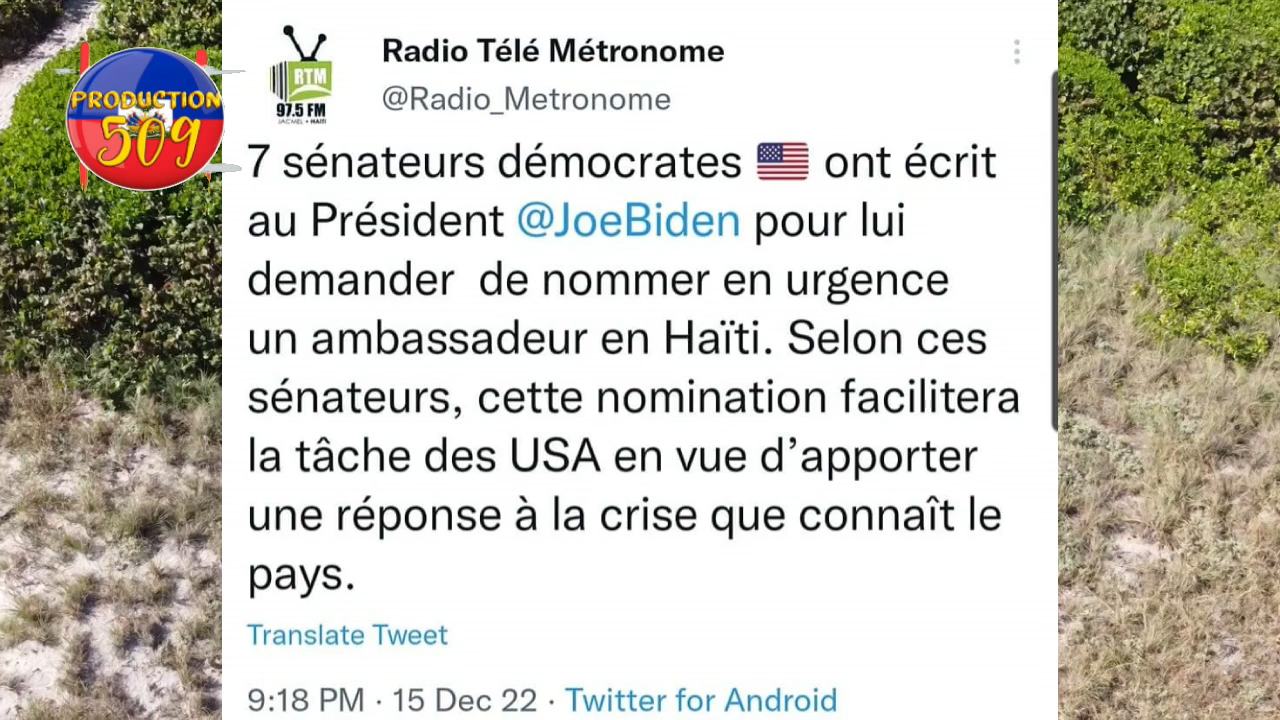 Radio Télé Métronome
@Radio_Metronome
RTM
97.5 FM
JACMEL • HAITI
PRODUCTION
509
7 sénateurs démocrates 🇺🇸 ont écrit
au Président @JoeBiden pour lui
demander  de nommer en urgence
un ambassadeur en Haïti. Selon ces
sénateurs, cette nomination facilitera
la tâche des USA en vue d’apporter
une réponse à la crise que connaît le
pays.
Translate Tweet
9:18 PM · 15 Dec 22 · Twitter for Android